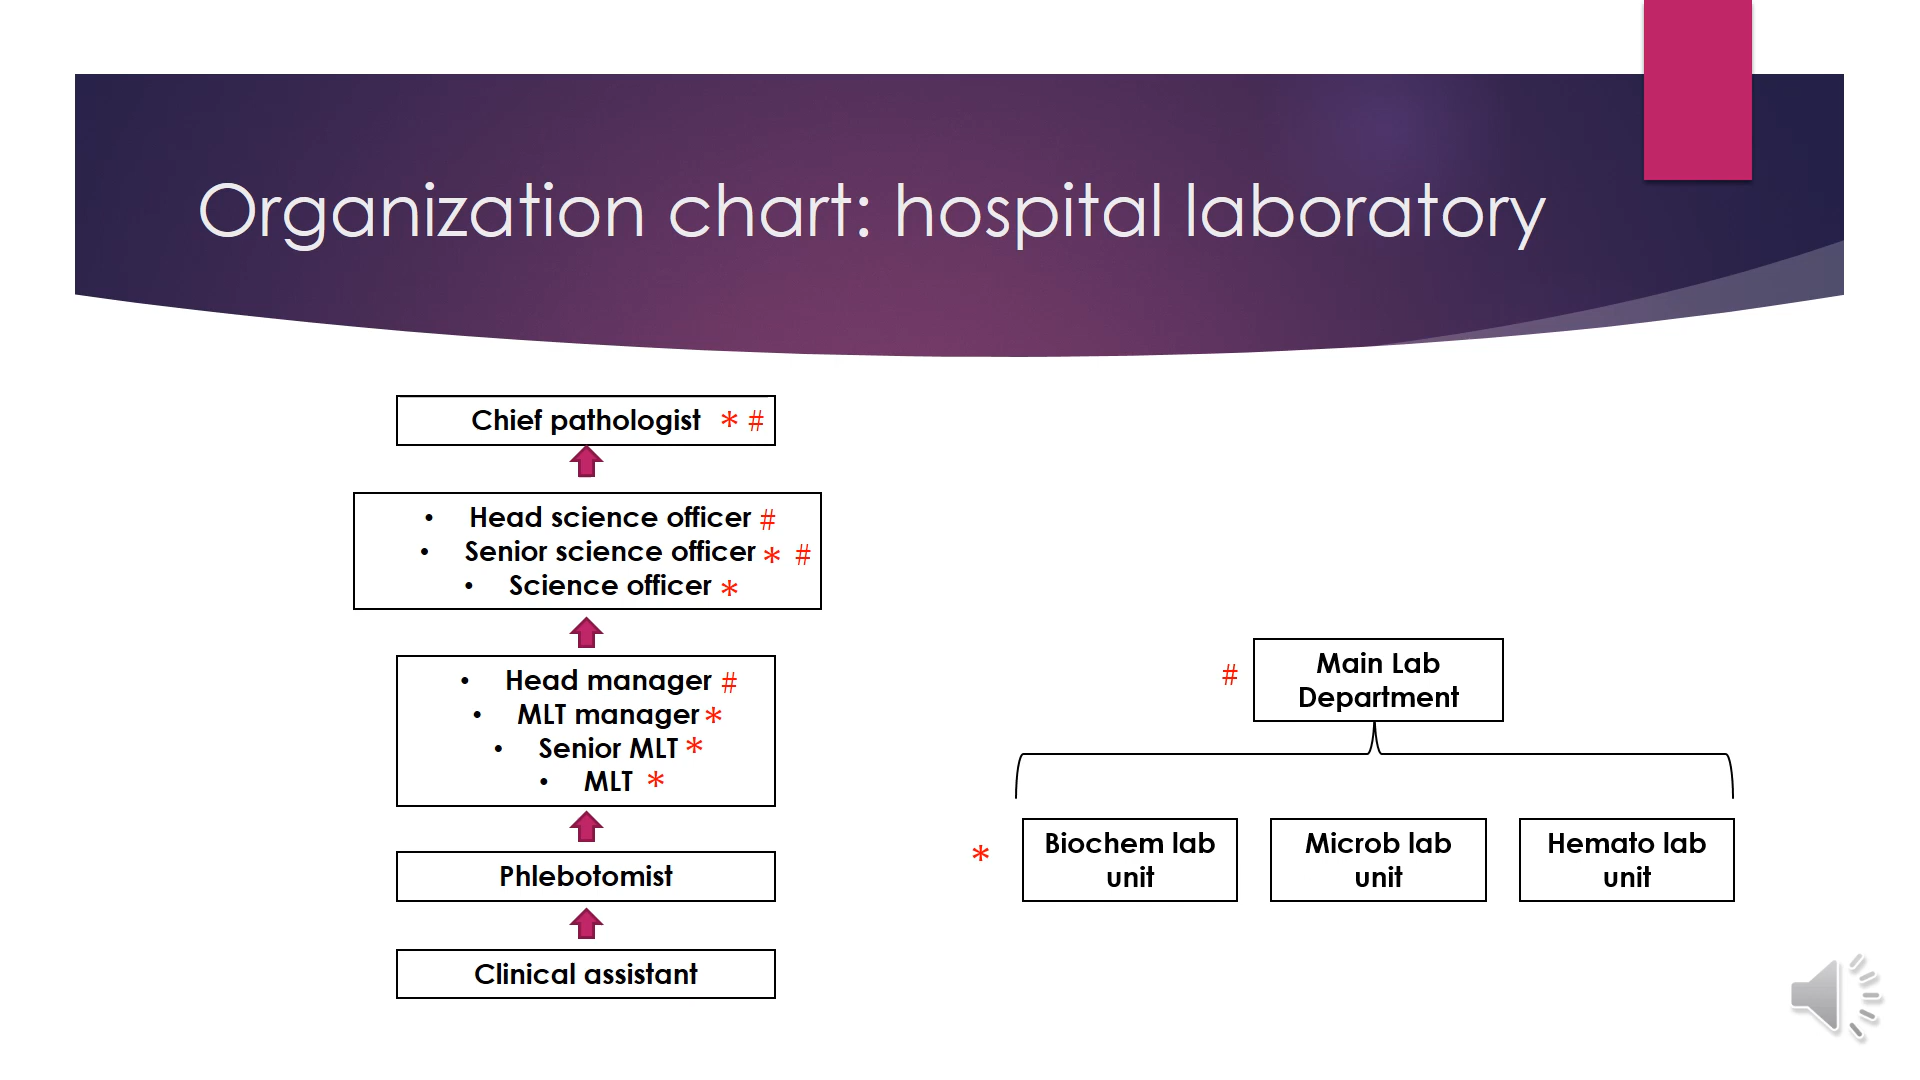 Organization chart: hospital laboratory
Chief pathologist * #
• Head science officer #
• Senior science officer * #
• Science officer *
• Head manager #
• MLT manager *
• Senior MLT *
• MLT *
Phlebotomist
Clinical assistant
# Main Lab
Department
* Biochem lab
unit
Microb lab
unit
Hemato lab
unit